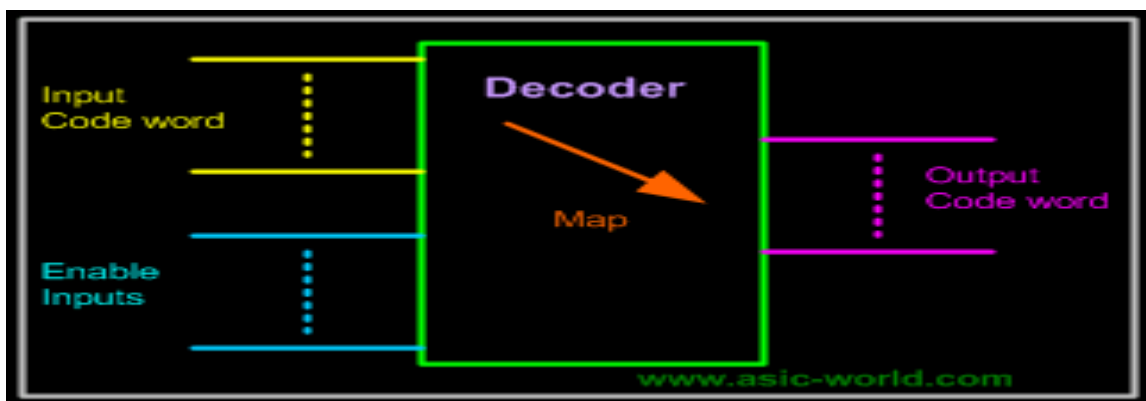 Decoder
Input
Code word
Map
Output
Code word
Enable
Inputs
www.asic-world.com